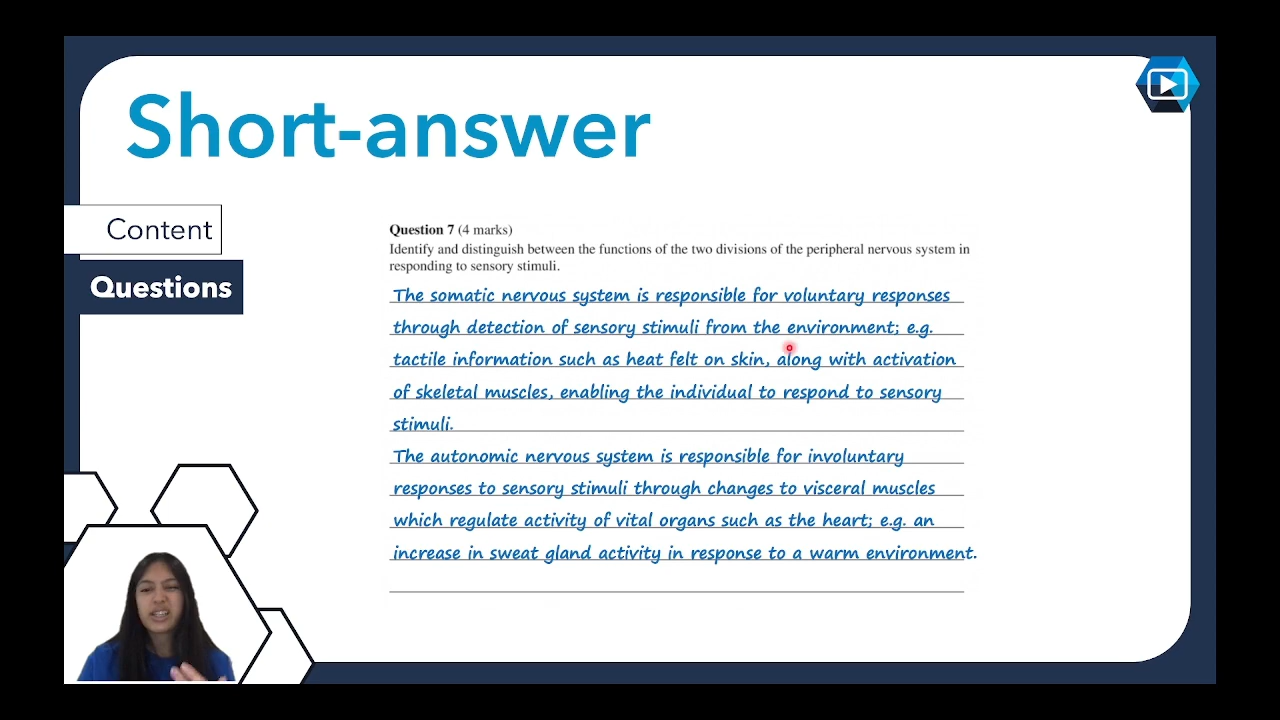 Short-answer
Content
Questions
Question 7 (4 marks)
Identify and distinguish between the functions of the two divisions of the peripheral nervous system in
responding to sensory stimuli.
The somatic nervous system is responsible for voluntary responses
through detection of sensory stimuli from the environment; e.g.
tactile information such as heat felt on skin, along with activation
of skeletal muscles, enabling the individual to respond to sensory
stimuli.
The autonomic nervous system is responsible for involuntary
responses to sensory stimuli through changes to visceral muscles
which regulate activity of vital organs such as the heart; e.g. an
increase in sweat gland activity in response to a warm environment.